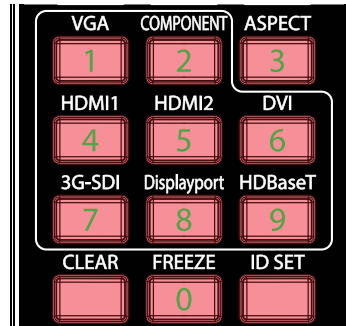 VGA COMPONENT ASPECT
1 2 3
HDMI1 HDMI2 DVI
4 5 6
3G-SDI Displayport HDBaseT
7 8 9
CLEAR FREEZE ID SET
0